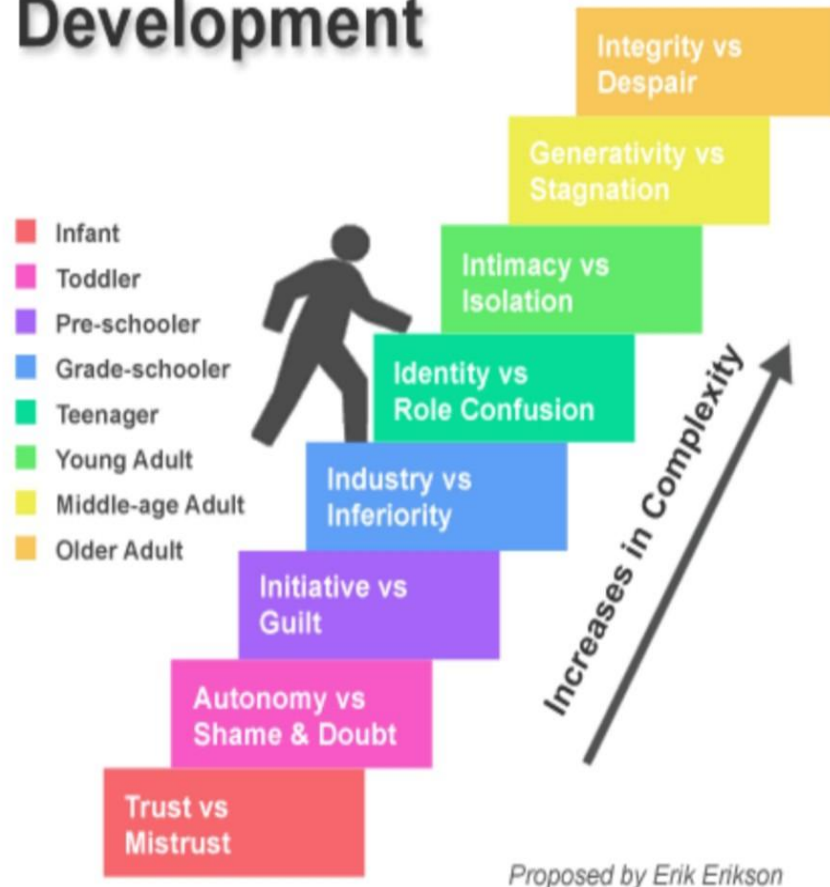 Development
Integrity vs
Despair
Generativity vs
Stagnation
Intimacy vs
Isolation
Identity vs
Role Confusion
Industry vs
Inferiority
Initiative vs
Guilt
Autonomy vs
Shame & Doubt
Trust vs
Mistrust
Infant
Toddler
Pre-schooler
Grade-schooler
Teenager
Young Adult
Middle-age Adult
Older Adult
Increases in Complexity
Proposed by Erik Erikson